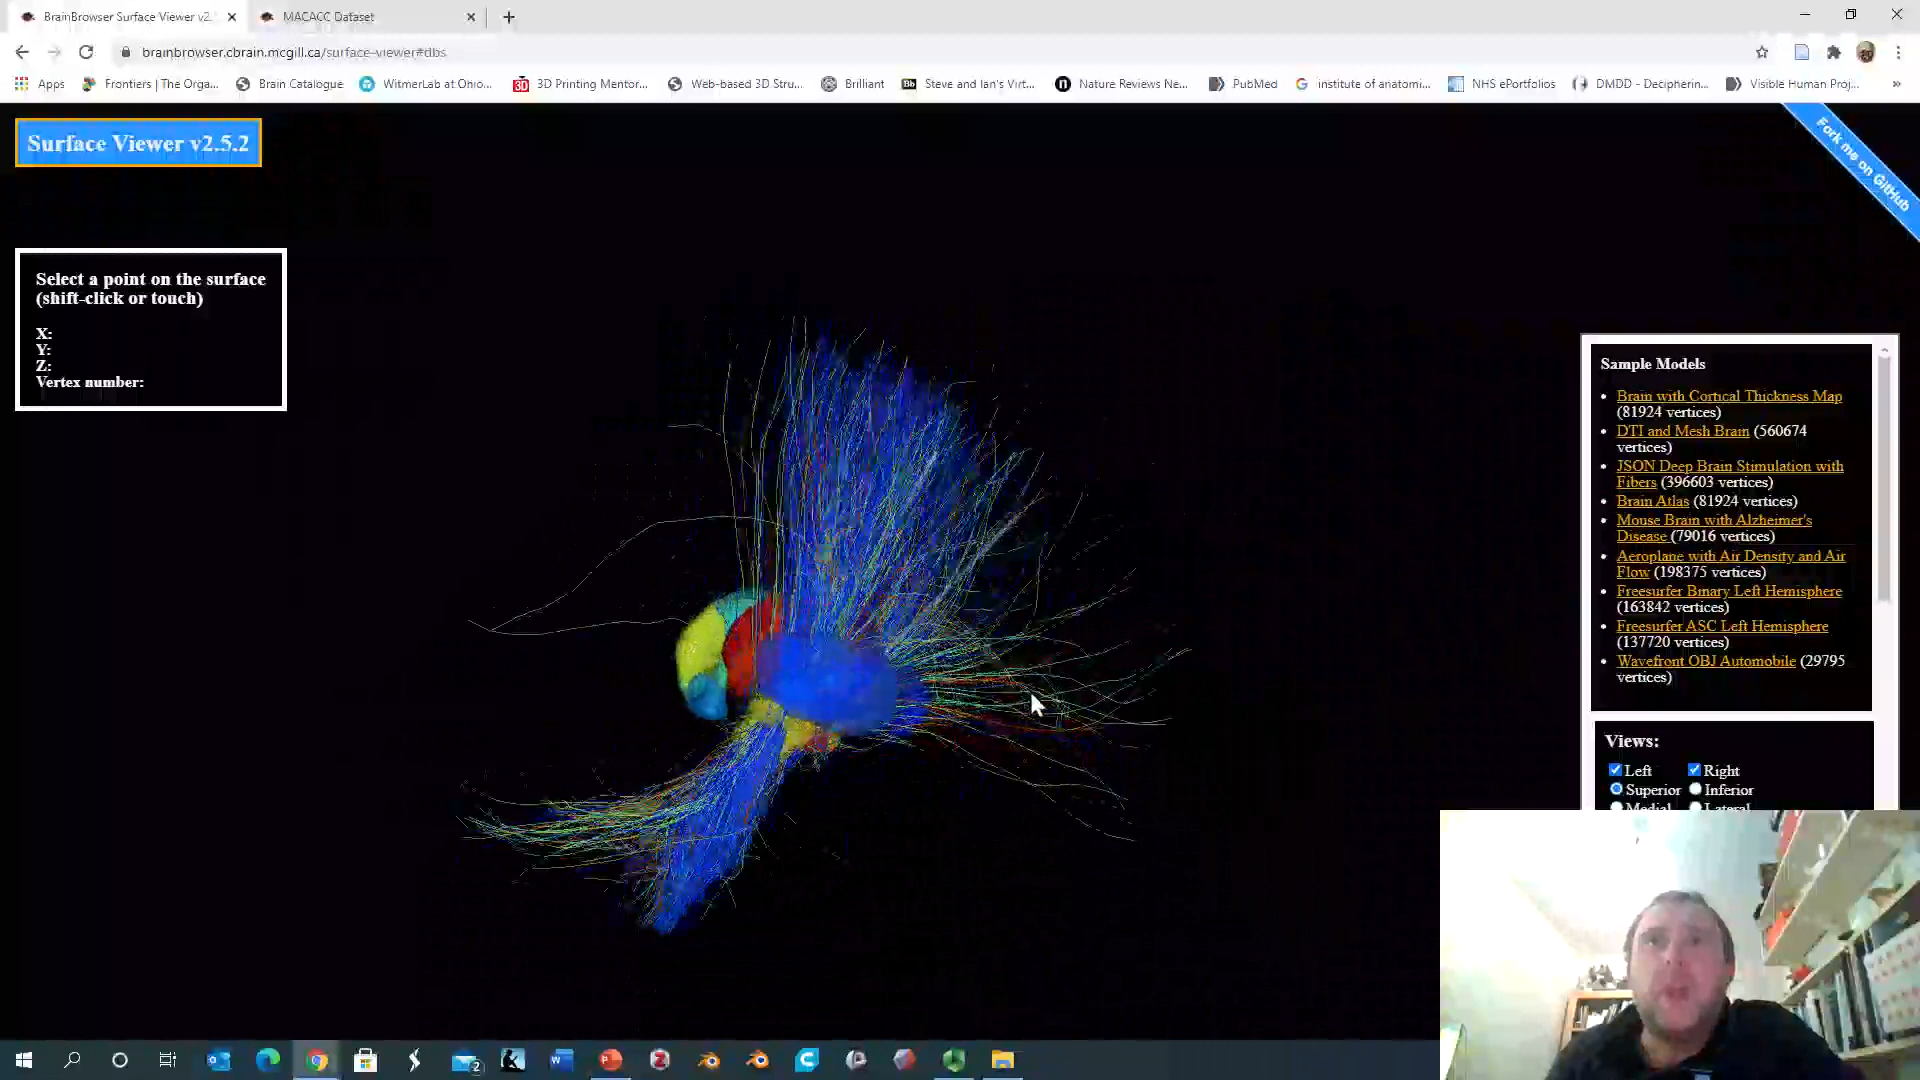 BrainBrowser Surface Viewer v2.
MACACC Dataset
brainbrowser.cbrain.mcgill.ca/surface-viewer#dbs
Apps
Frontiers | The Orga...
Brain Catalogue
WitmerLab at Ohio...
3D Printing Mentor...
Web-based 3D Stru...
Brilliant
Steve and Ian's Virt...
Nature Reviews Ne...
PubMed
institute of anatomi...
NHS ePortfolios
DMDD - Decipherin...
Visible Human Proj...
Surface Viewer v2.5.2
Fork me on GitHub
Select a point on the surface
(shift-click or touch)
X:
Y:
Z:
Vertex number:
Sample Models
Brain with Cortical Thickness Map
(81924 vertices)
DTI and Mesh Brain (560674
vertices)
JSON Deep Brain Stimulation with
Fibers (396603 vertices)
Brain Atlas (81924 vertices)
Mouse Brain with Alzheimer's
Disease (79016 vertices)
Aeroplane with Air Density and Air
Flow (198375 vertices)
Freesurfer Binary Left Hemisphere
(163842 vertices)
Freesurfer ASC Left Hemisphere
(137720 vertices)
Wavefront OBJ Automobile (29795
vertices)
Views:
Left Right
Superior Inferior
Medial Lateral